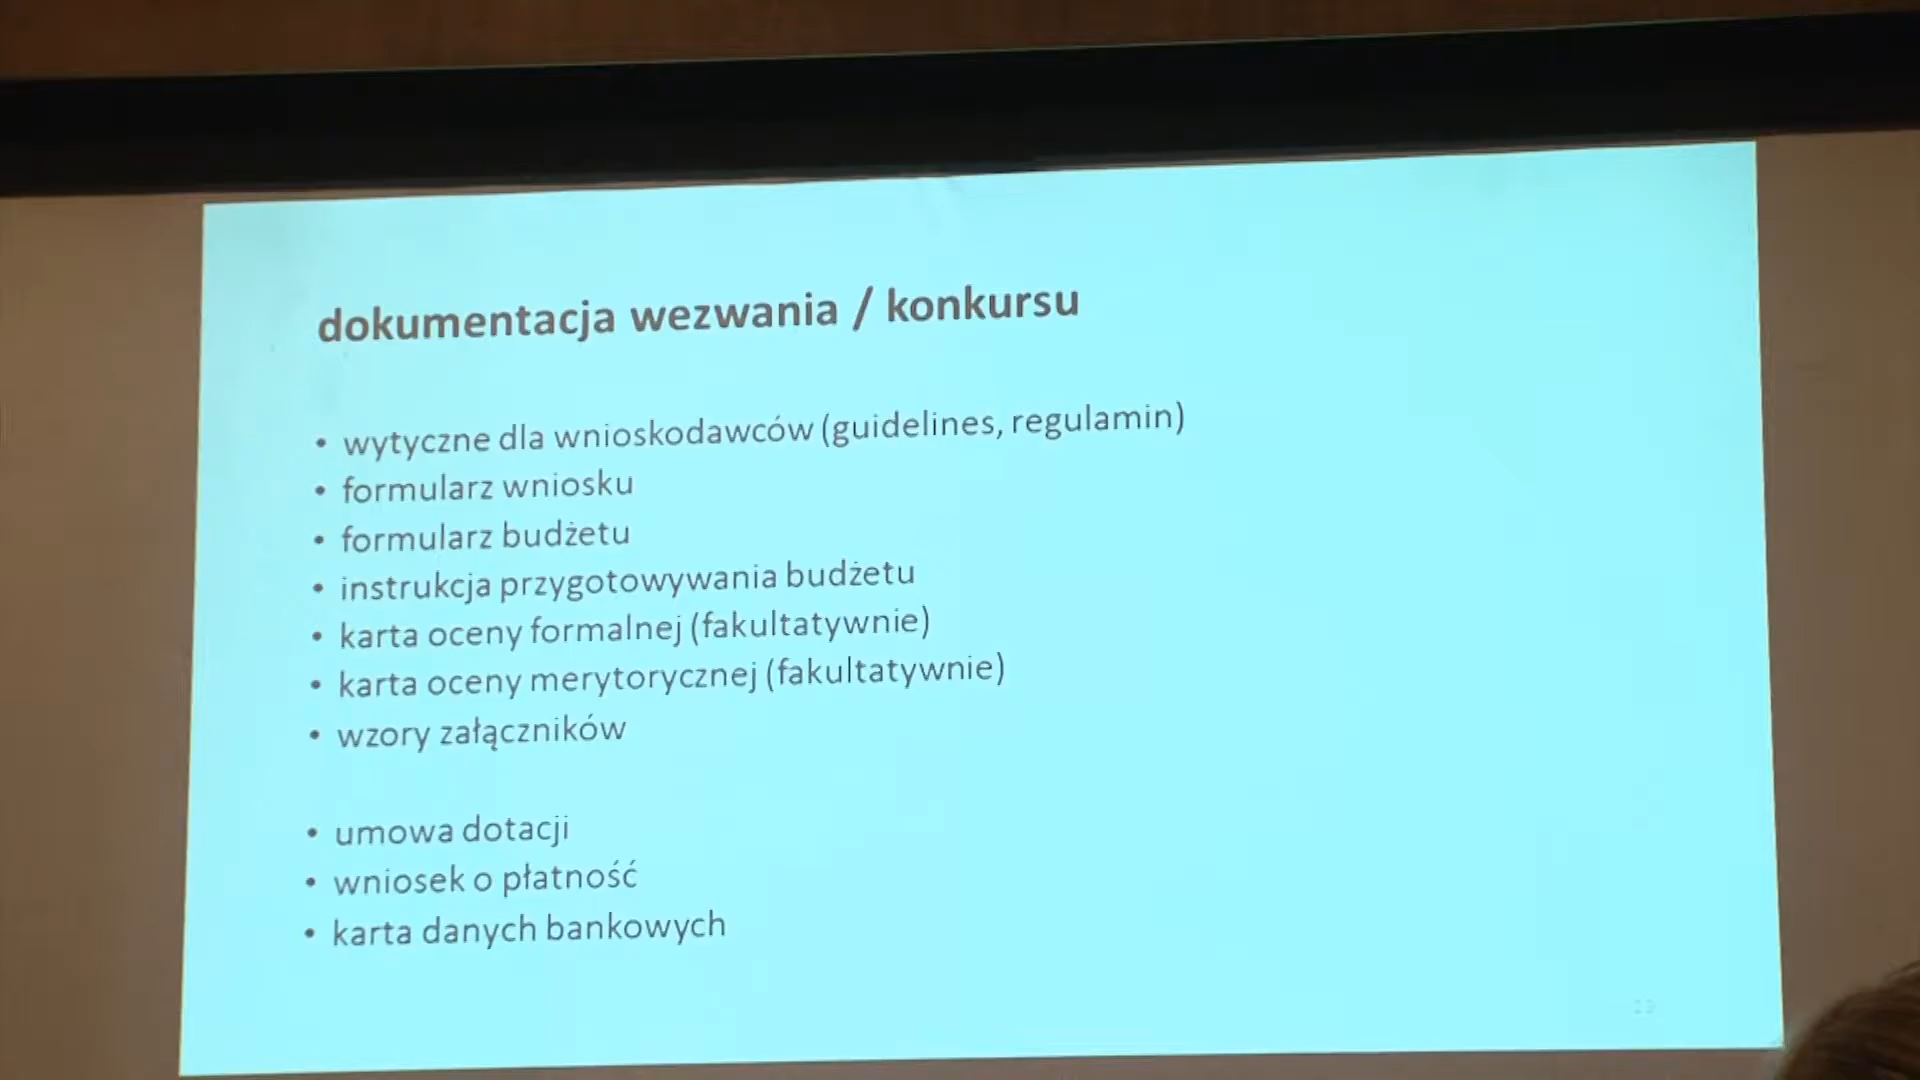 dokumentacja wezwania / konkursu
• wytyczne dla wnioskodawców (guidelines, regulamin)
• formularz wniosku
• formularz budżetu
• instrukcja przygotowywania budżetu
• karta oceny formalnej (fakultatywnie)
• karta oceny merytorycznej (fakultatywnie)
• wzory załączników
• umowa dotacji
• wniosek o płatność
• karta danych bankowych